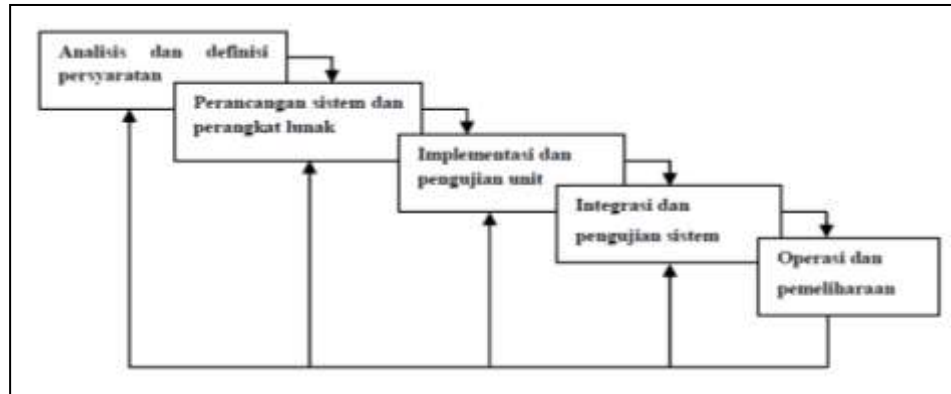 Analisis dan definisi
persyaratan
Perancangan sistem dan
perangkat lunak
Implementasi dan
pengujian unit
Integrasi dan
pengujian sistem
Operasi dan
pemeliharaan